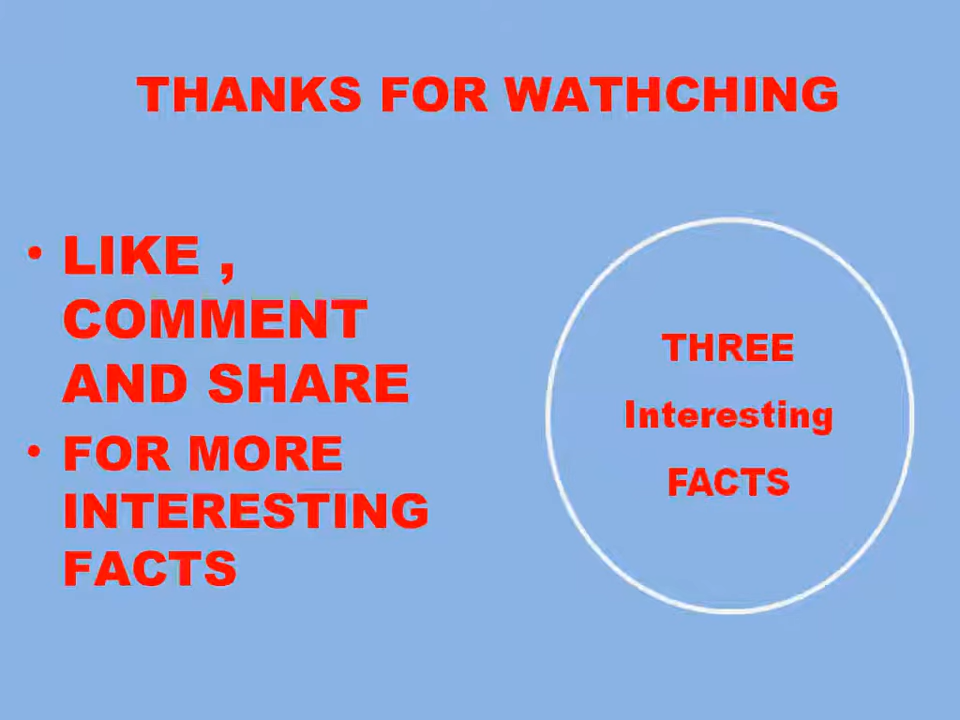 THANKS FOR WATHCHING
• LIKE ,
COMMENT
AND SHARE
• FOR MORE
INTERESTING
FACTS
THREE
Interesting
FACTS